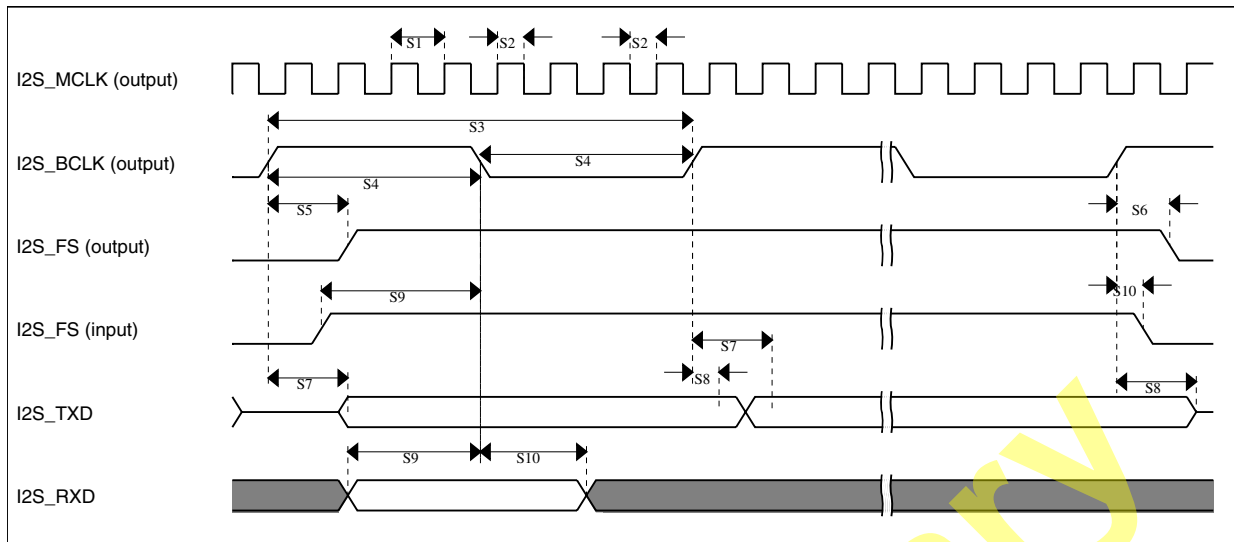 S1 S2 S2
I2S_MCLK (output)
S3
I2S_BCLK (output) S4
S4
S5 S6
I2S_FS (output)
S9 S10
I2S_FS (input)
S7
S7 S8 S8
I2S_TXD
S9 S10
I2S_RXD